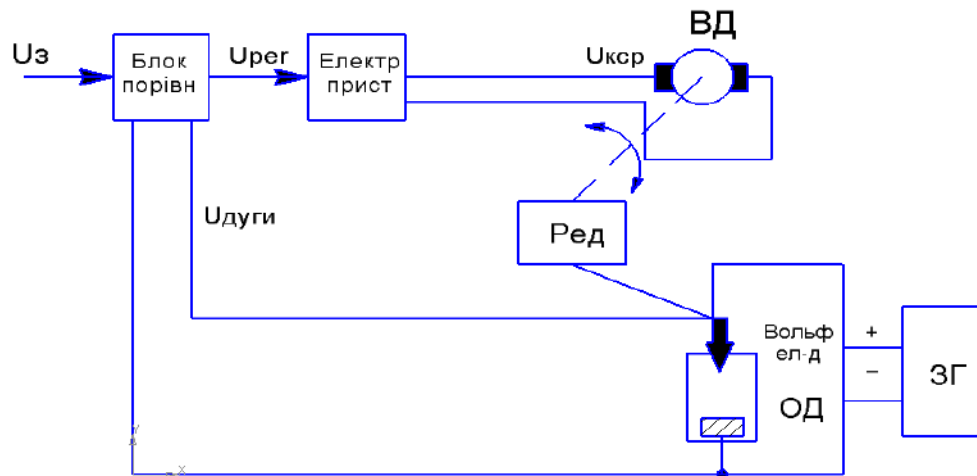 ВД
Uз
Блок
порівн
Uрег
Електр
прист
Uкср
Uдуги
Ред
Вольф
ел-д
+
−
ЗГ
ОД
Y
X